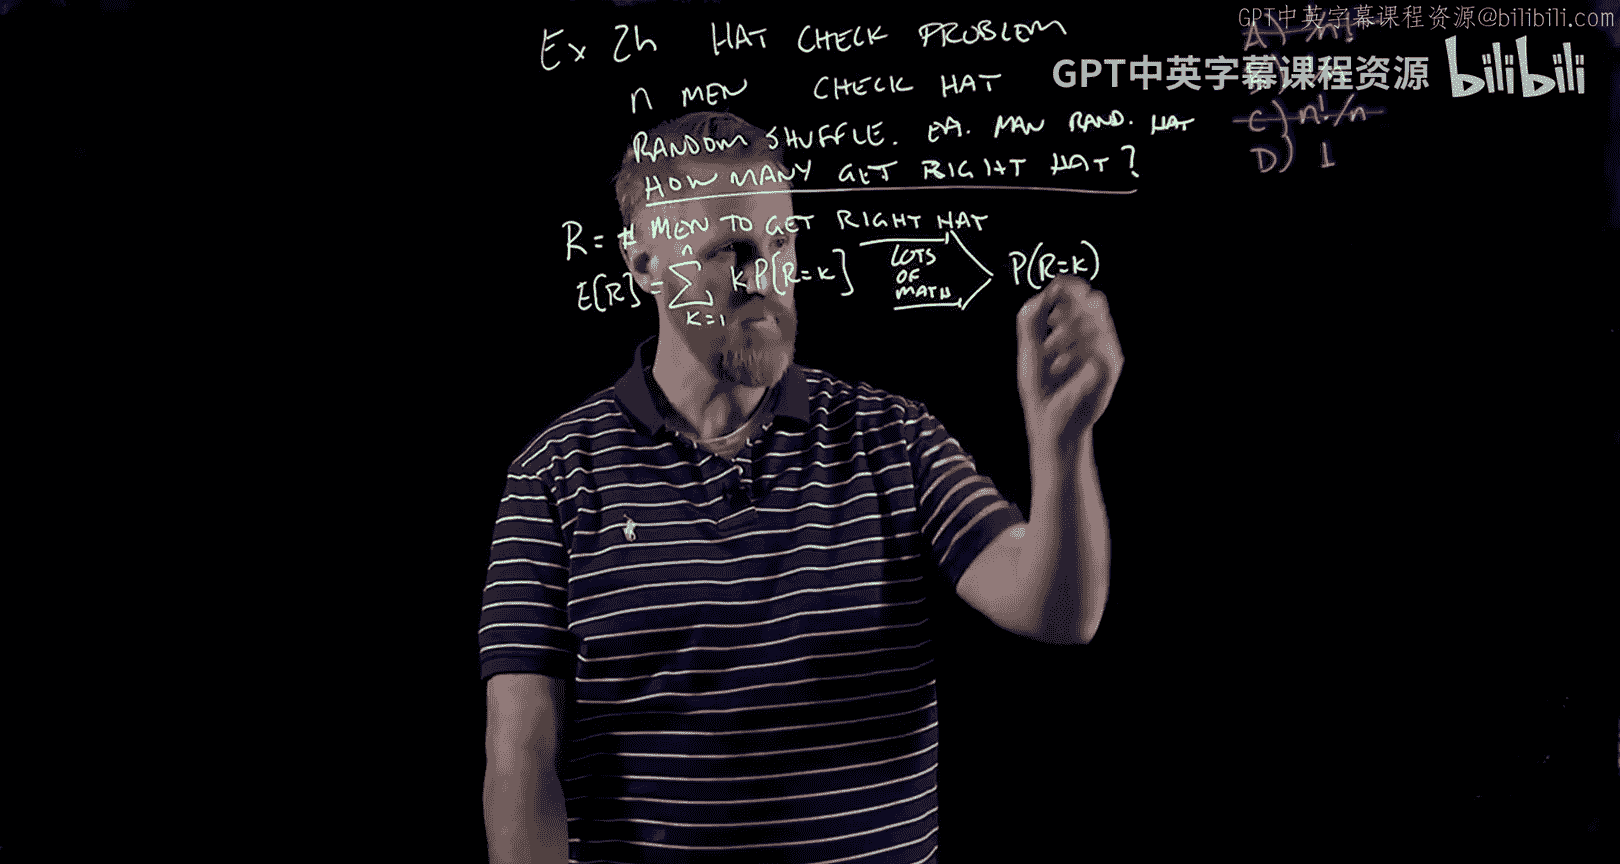 GPT中英字幕课程资源@bilibili.com
GPT中英字幕课程资源 bilibili
Ex 2h HAT CHECK PROBLEM
n MEN CHECK HAT
RANDOM SHUFFLE. EA. MAN RAND. HAT
HOW MANY GET RIGHT HAT?
R = # MEN TO GET RIGHT HAT
E[R] = n ∑ k=1 k P[R=k] LOTS OF MATH P(R=k)
A) n!
C) n!/n
D) 1